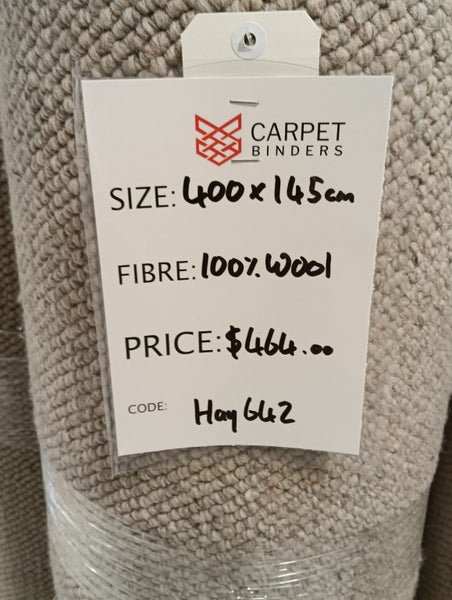 CARPET
BINDERS
SIZE: 400 x 145cm
FIBRE: 100% Wool
PRICE: $464.00
CODE: Hay642